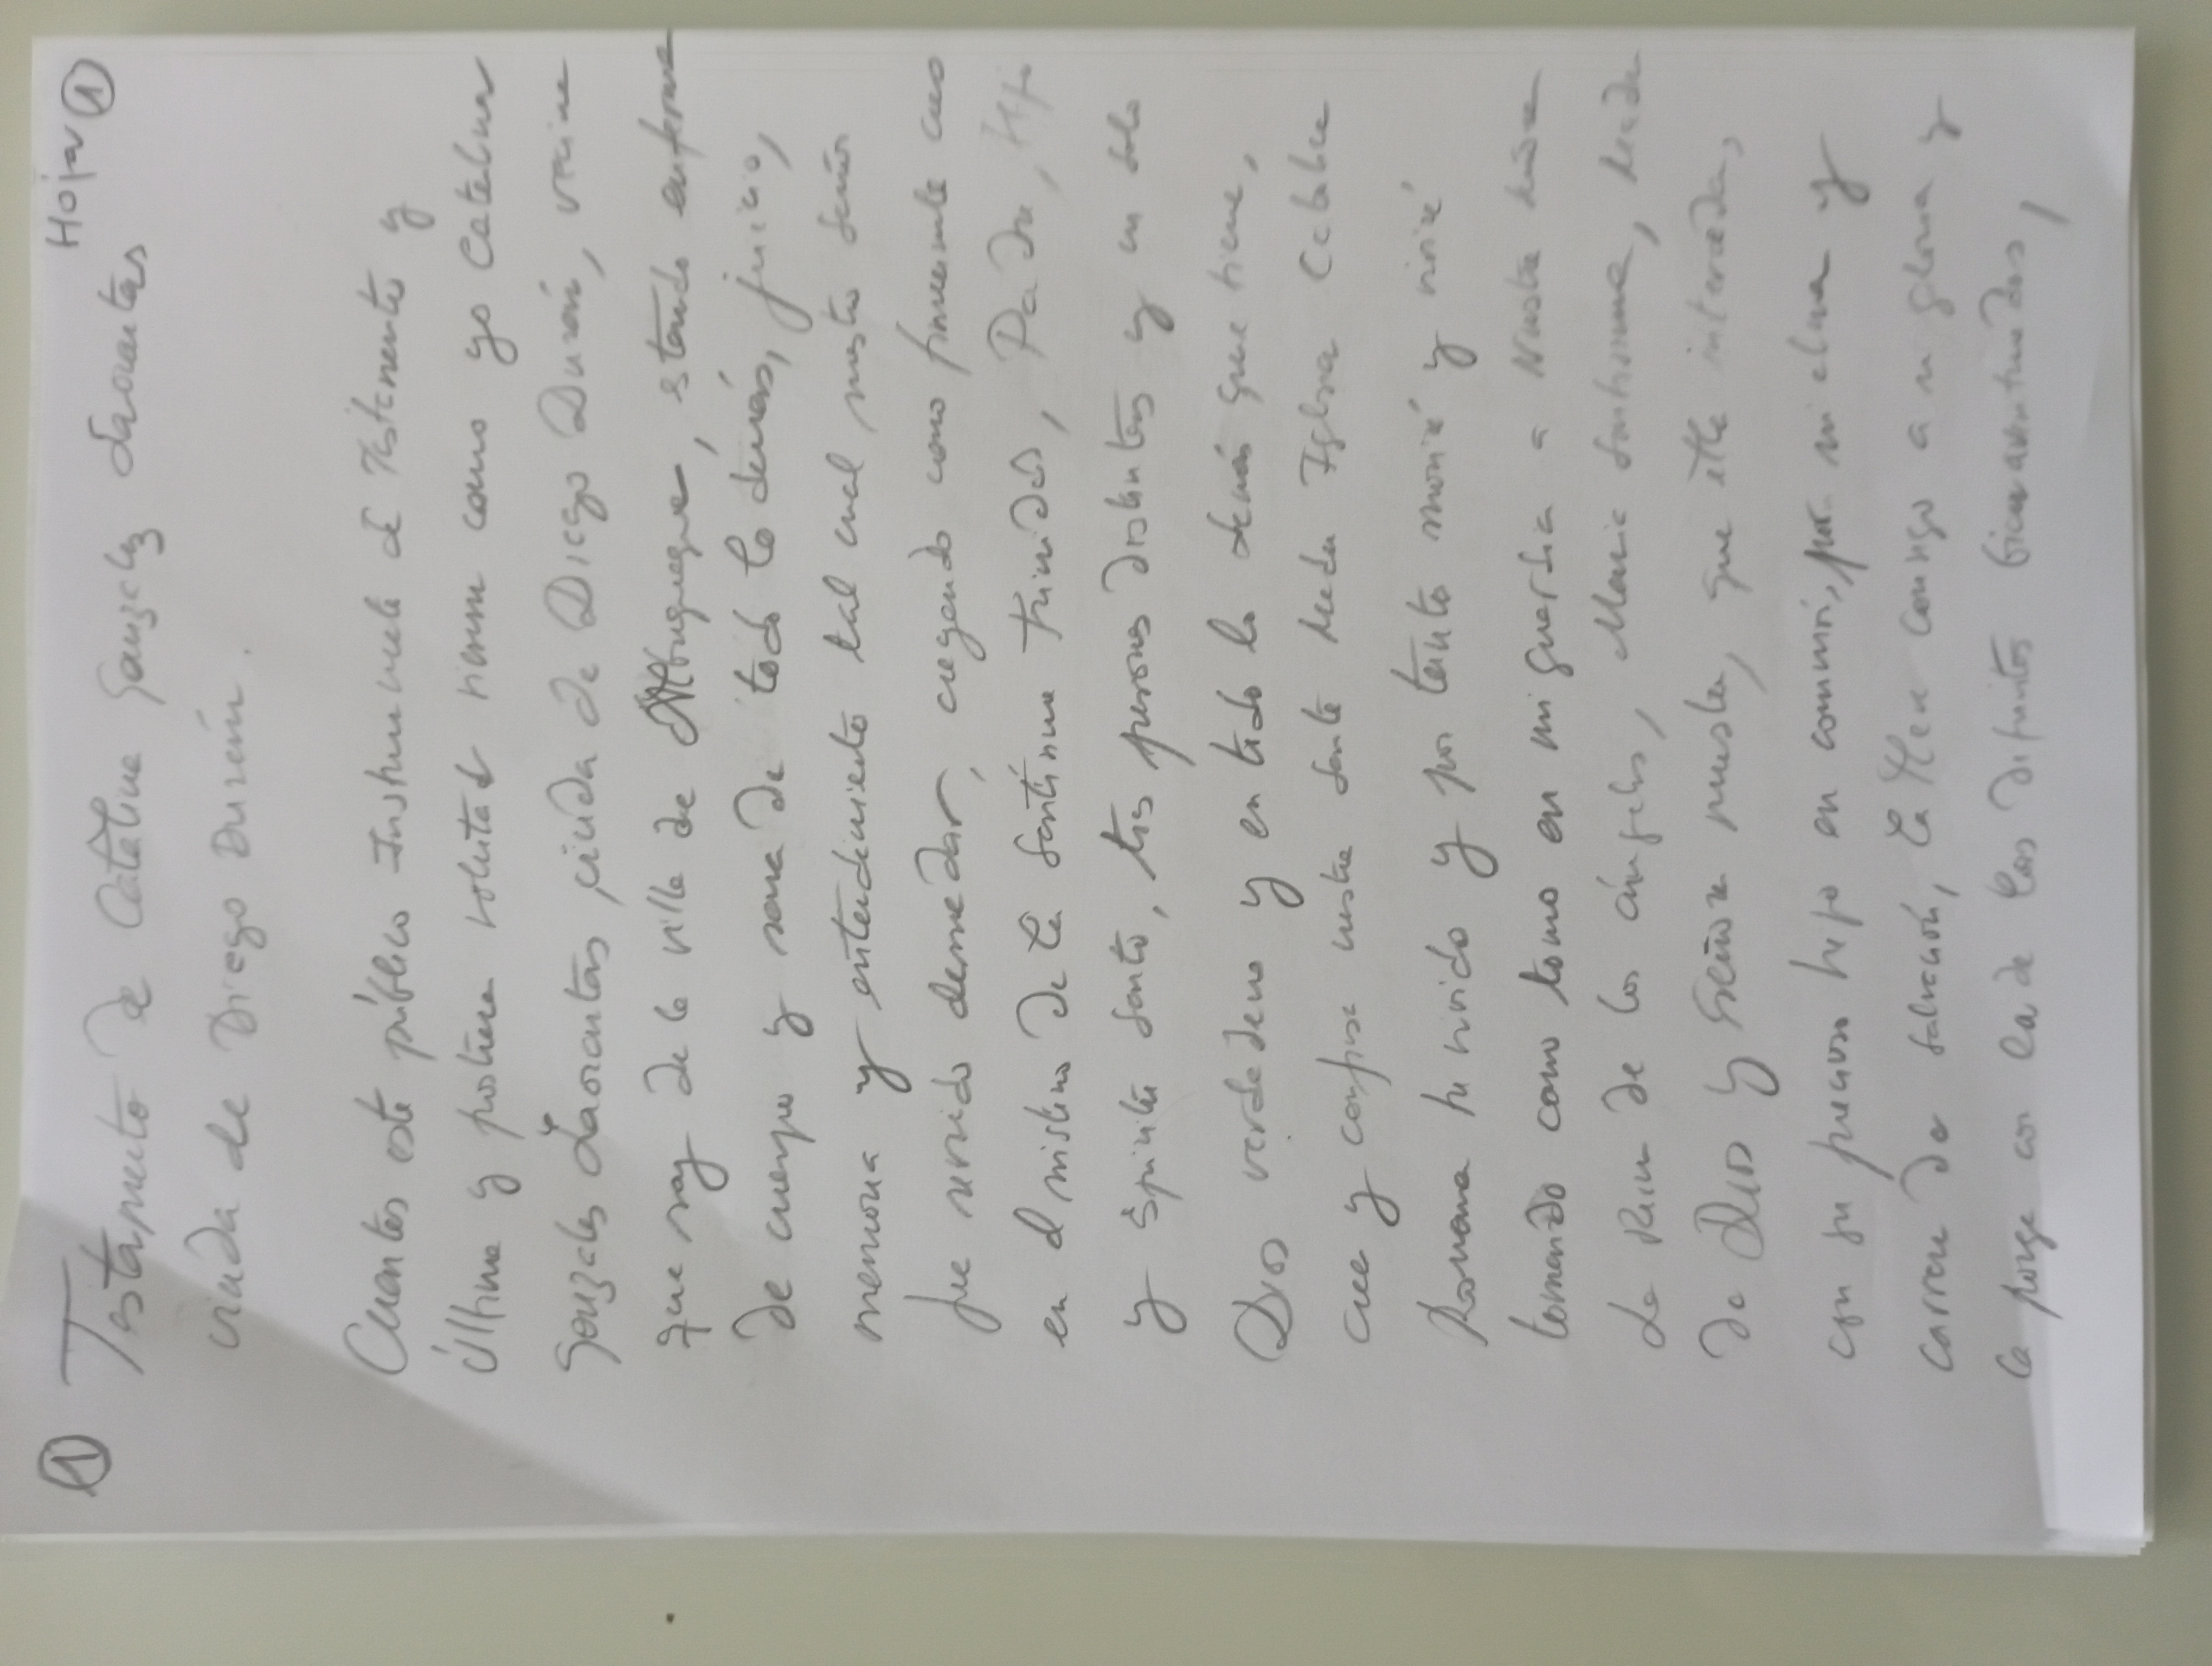 ① Hoja ①
Testamento de Catalina Gonzalez
viuda de Diego Durán.
Cuantos este público Instrumento de Testamento y
Última y postrera voluntad vieren como yo Catalina
Gonzales viuda de Diego Durán, vecina
que soy de la villa de Alburquerque, estando enferma
de cuerpo y sana de todo lo demás, juicio,
memoria y entendimiento tal cual nuestro Señor
fue servido de me dar, creyendo como firmemente creo
en el misterio de la Santísima Trinidad, Padre, Hijo
y Espíritu Santo, tres personas distintas y un solo
Dios verdadero y en todo lo demás que tiene,
cree y confiesa nuestra Santa Madre Iglesia Católica
Romana he vivido y por tanto moriré y viviré
tomando como tomo en mi guardia a Nuestra Señora
La Reina de los ángeles, María Santísima, Madre
de Dios y Señora nuestra, que ella interceda,
con su precioso hijo en común, por mi alma y
carrera de salvación, la lleve consigo a su gloria y
la ponga con la de los difuntos bienaventurados,